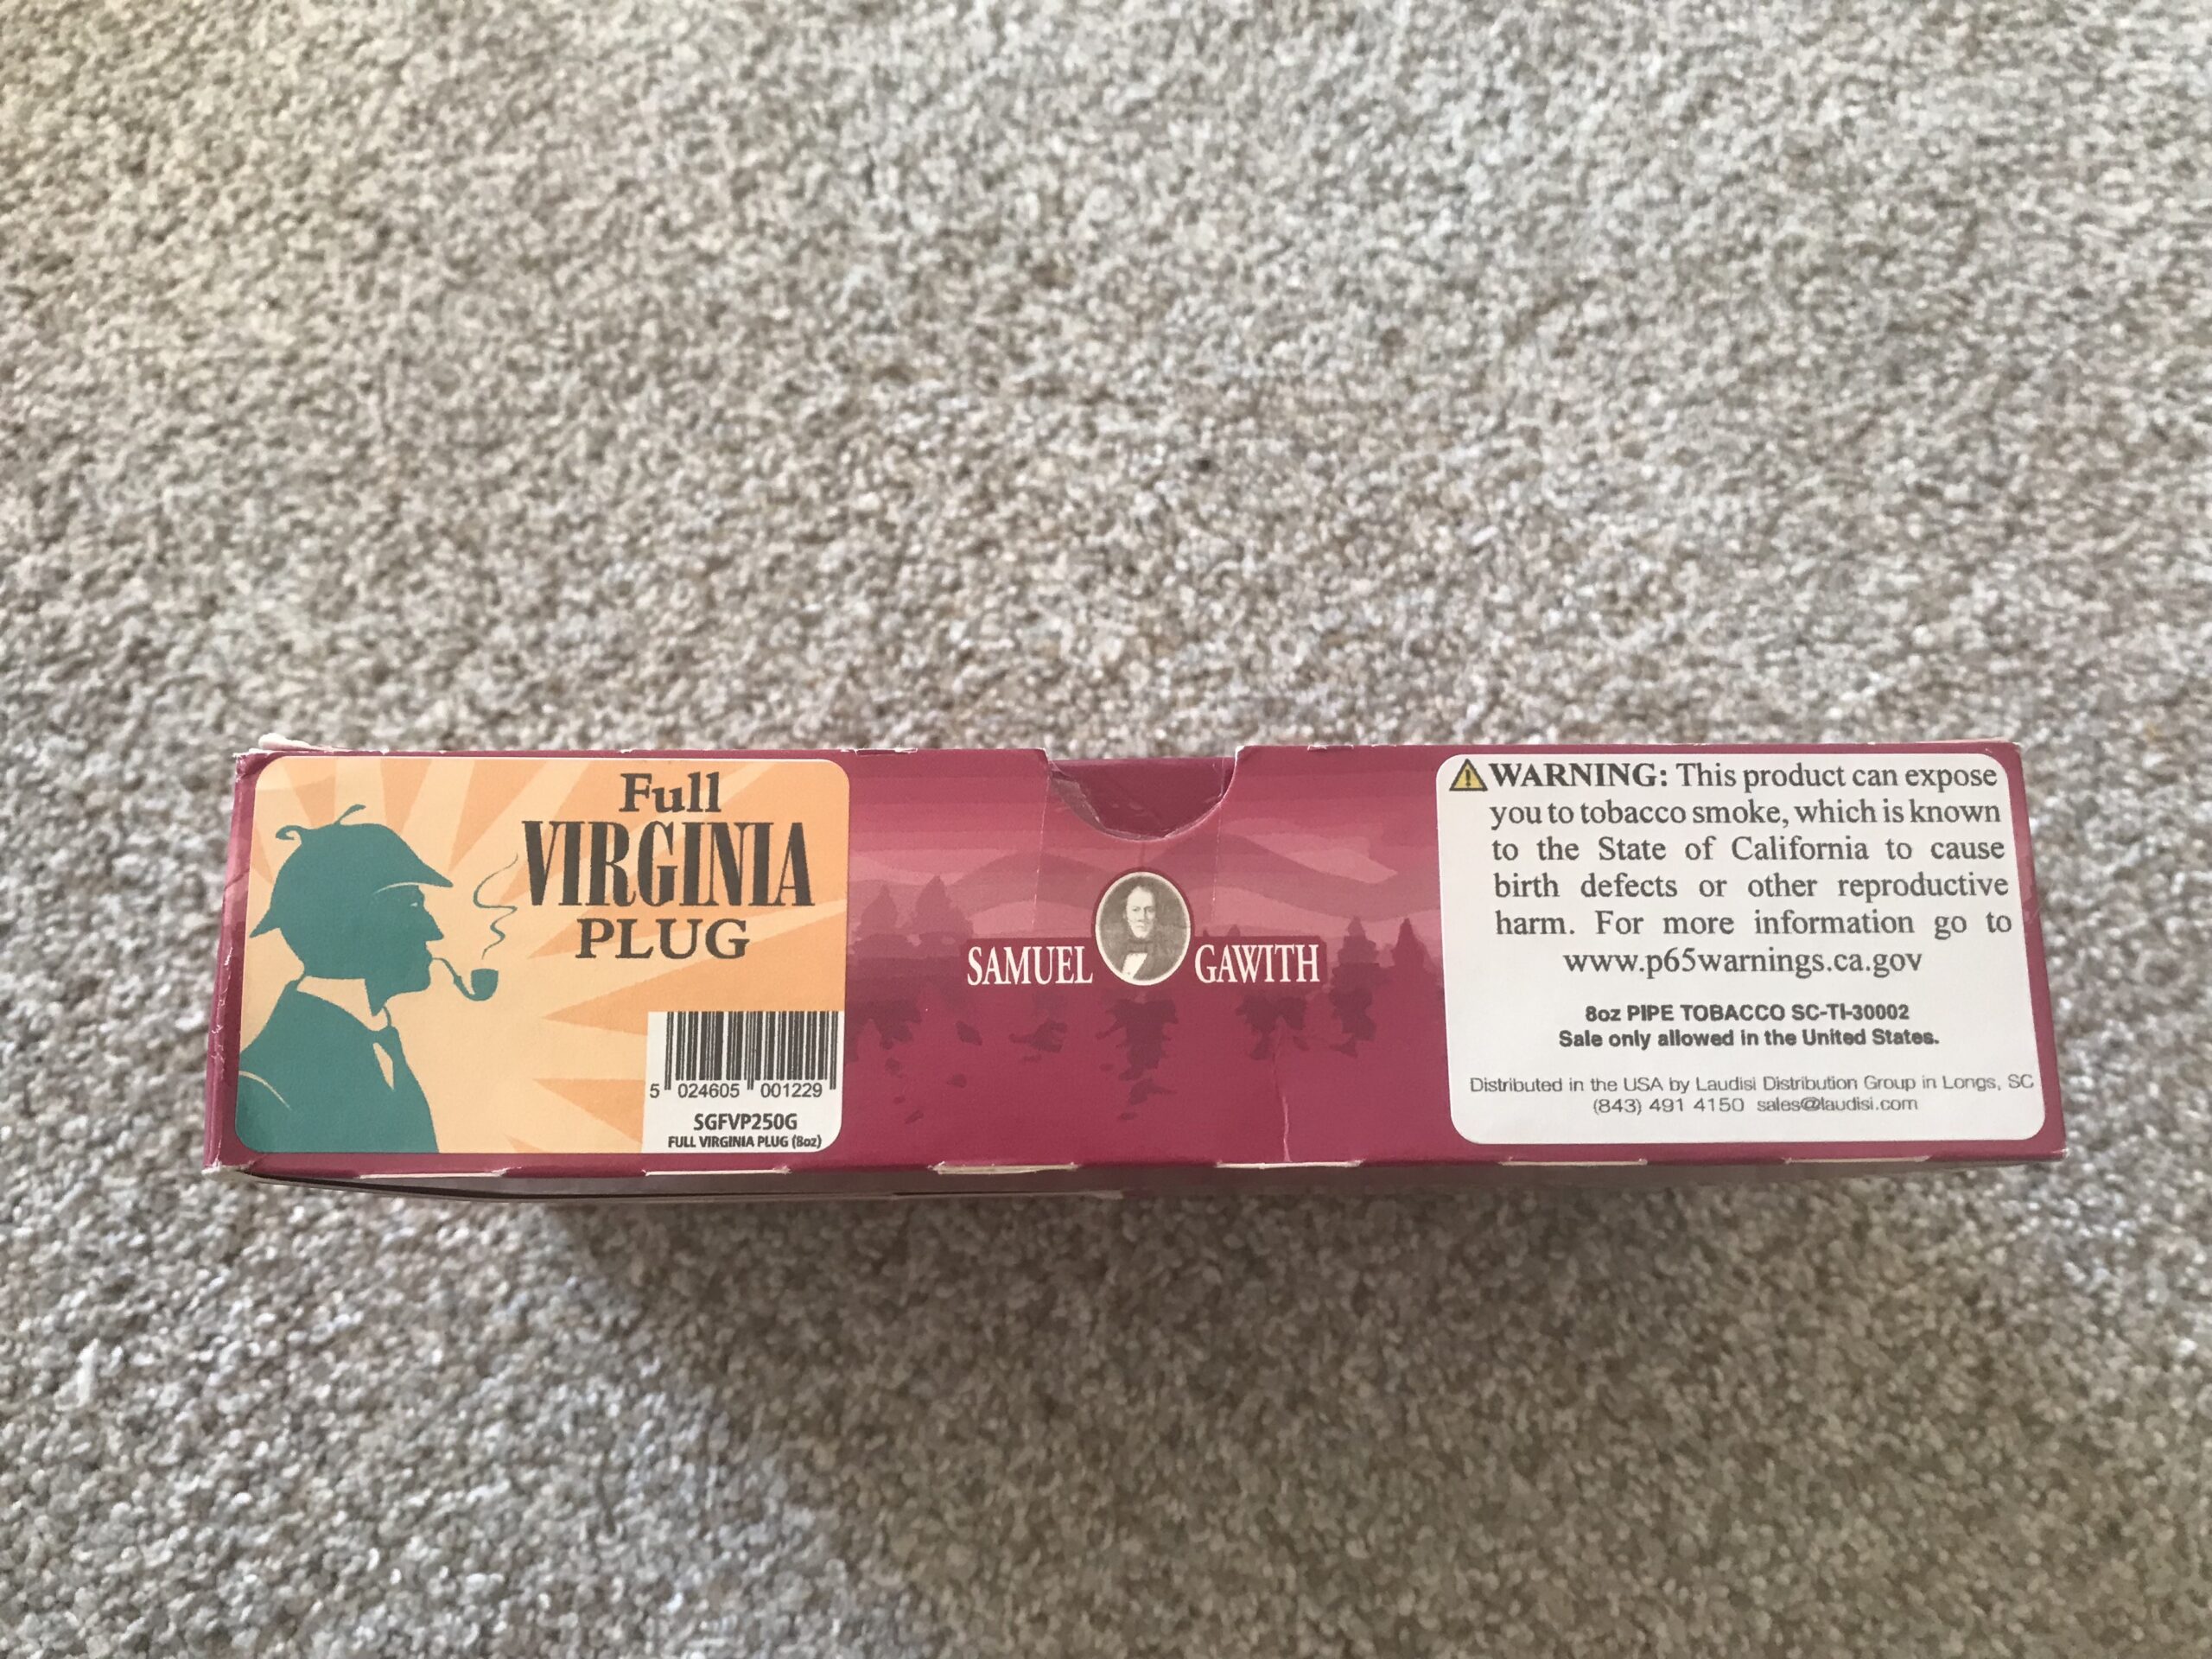 Full
VIRGINIA
PLUG
5 024605 001229
SGFVP250G
FULL VIRGINIA PLUG (8oz)
SAMUEL GAWITH
WARNING: This product can expose
you to tobacco smoke, which is known
to the State of California to cause
birth defects or other reproductive
harm. For more information go to
www.p65warnings.ca.gov
8oz PIPE TOBACCO SC-TI-30002
Sale only allowed in the United States.
Distributed in the USA by Laudisi Distribution Group in Longs, SC
(843) 491 4150 sales@laudisi.com